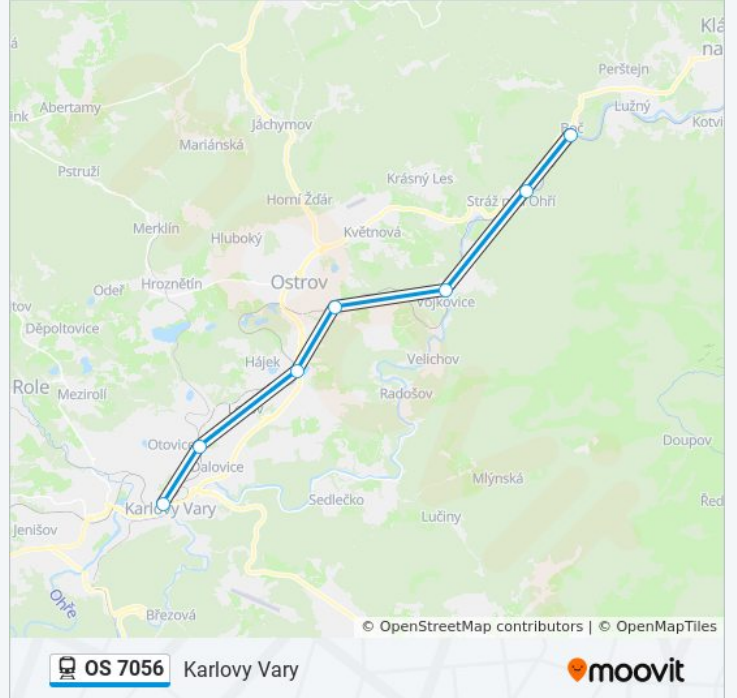 Klá
na
á
Perštejn
Abertamy
Lužný
ink
Jáchymov
Kotvi
Boč
Mariánská
Pstruží
Krásný Les
Horní Žďár
Stráž n Ohří
Merklín
Květnová
Hluboký
Ostrov
Odeř
Hroznětín
Vojkovice
tov
Děpoltovice
Hájek
Velichov
Role
Mezirolí
Radošov
Otovice
Doupov
Dalovice
Mlýnská
Sedlečko
Řed
Karlovy Vary
Lučiny
Jenišov
Ohře
Březová
© OpenStreetMap contributors | © OpenMapTiles
OS 7056 Karlovy Vary
moovit